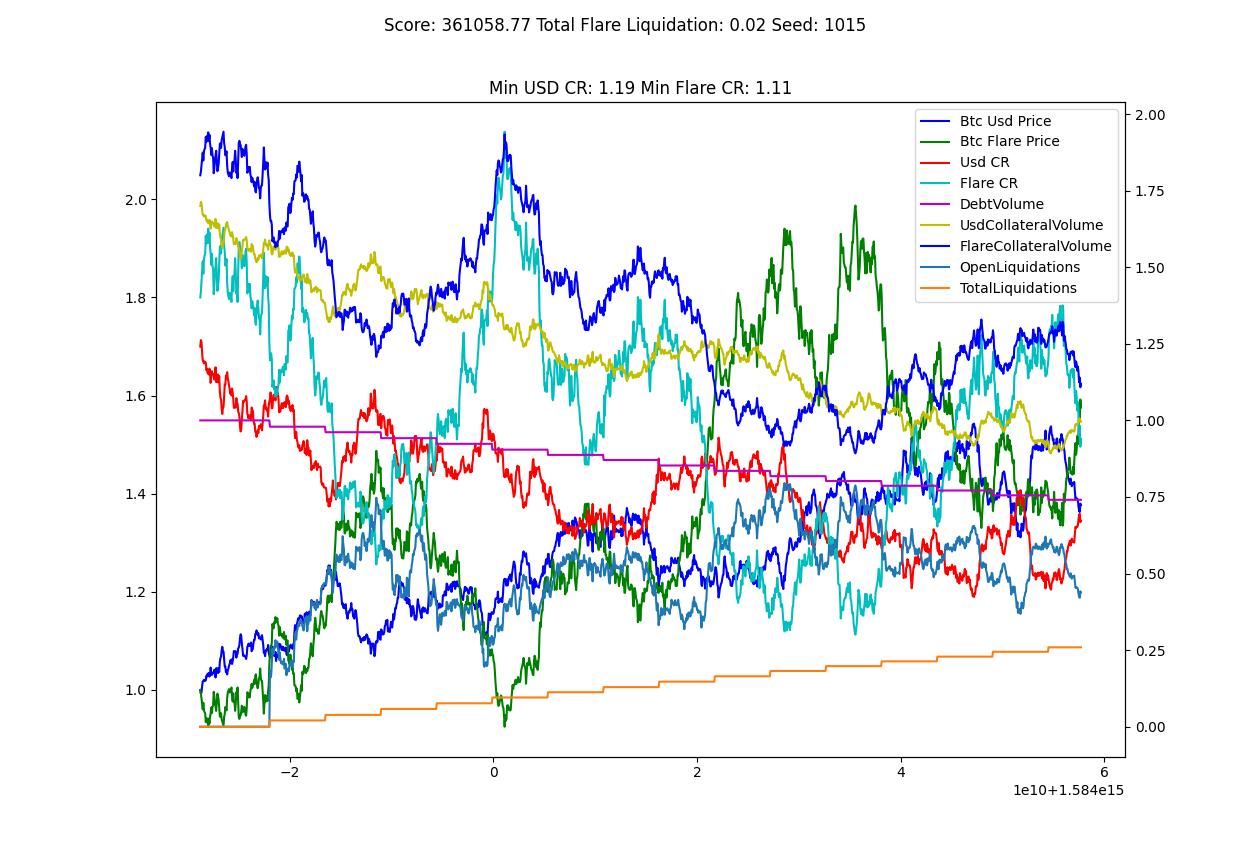 Score: 361058.77 Total Flare Liquidation: 0.02 Seed: 1015
Min USD CR: 1.19 Min Flare CR: 1.11
Btc Usd Price
Btc Flare Price
Usd CR
Flare CR
DebtVolume
UsdCollateralVolume
FlareCollateralVolume
OpenLiquidations
TotalLiquidations
2.0
1.8
1.6
1.4
1.2
1.0
2.00
1.75
1.50
1.25
1.00
0.75
0.50
0.25
0.00
−2 0 2 4 6
1e10+1.584e15